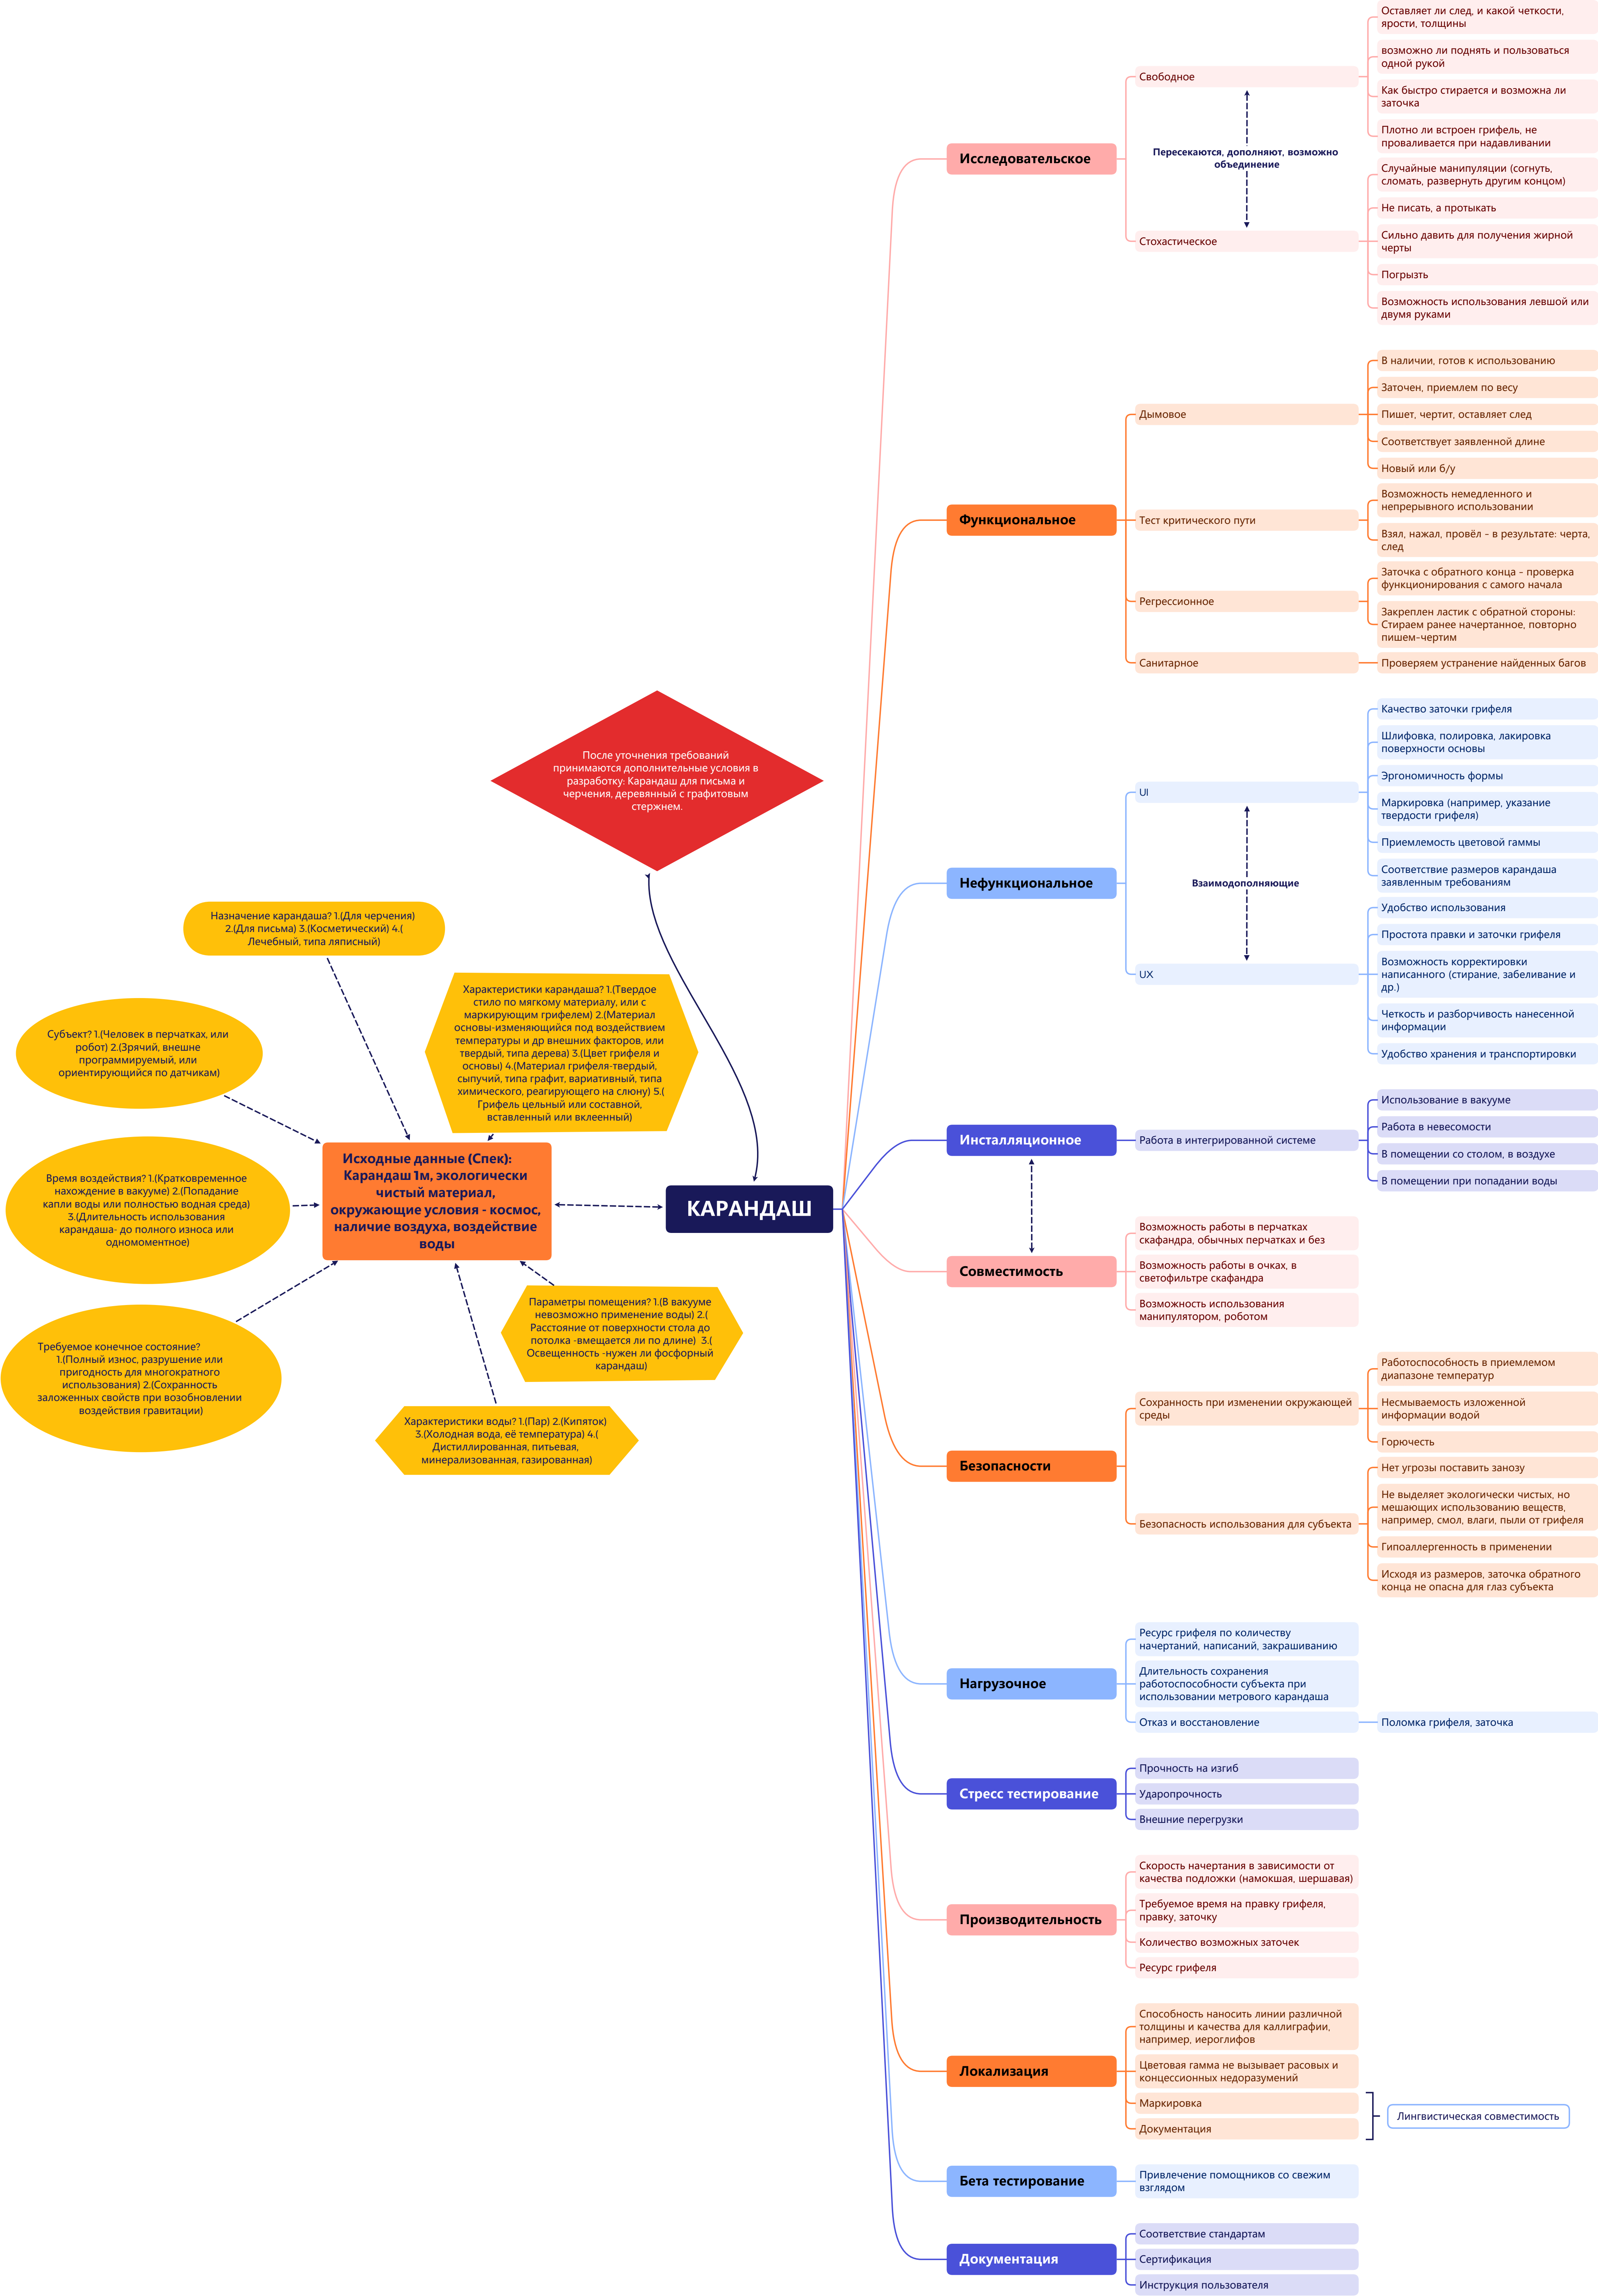 Оставляет ли след, и какой четкости,
ярости, толщины
возможно ли поднять и пользоваться
одной рукой
Свободное
Как быстро стирается и возможна ли
заточка
Плотно ли встроен грифель, не
проваливается при надавливании
Исследовательское
Пересекаются, дополняют, возможно
объединение
Случайные манипуляции (согнуть,
сломать, развернуть другим концом)
Не писать, а протыкать
Стохастическое
Сильно давить для получения жирной
черты
Погрызть
Возможность использования левшой или
двумя руками
В наличии, готов к использованию
Заточен, приемлем по весу
Дымовое
Пишет, чертит, оставляет след
Соответствует заявленной длине
Новый или б/у
Функциональное
Тест критического пути
Возможность немедленного и
непрерывного использовании
Взял, нажал, провёл - в результате: черта,
след
Регрессионное
Заточка с обратного конца - проверка
функционирования с самого начала
Закреплен ластик с обратной стороны:
Стираем ранее начертанное, повторно
пишем-чертим
Санитарное
Проверяем устранение найденных багов
Качество заточки грифеля
Шлифовка, полировка, лакировка
поверхности основы
Эргономичность формы
UI
Маркировка (например, указание
твердости грифеля)
Приемлемость цветовой гаммы
Соответствие размеров карандаша
заявленным требованиям
Нефункциональное
Взаимодополняющие
Удобство использования
Простота правки и заточки грифеля
UX
Возможность корректировки
написанного (стирание, забеливание и
др.)
Четкость и разборчивость нанесенной
информации
Удобство хранения и транспортировки
После уточнения требований
принимаются дополнительные условия в
разработку: Карандаш для письма и
черчения, деревянный с графитовым
стержнем.
Назначение карандаша? 1.(Для черчения)
2.(Для письма) 3.(Косметический) 4.(
Лечебный, типа ляписный)
Характеристики карандаша? 1.(Твердое
стило по мягкому материалу, или с
маркирующим грифелем) 2.(Материал
основы-изменяющийся под воздействием
температуры и др внешних факторов, или
твердый, типа дерева) 3.(Цвет грифеля и
основы) 4.(Материал грифеля-твердый,
сыпучий, типа графит, вариативный, типа
химического, реагирующего на слюну) 5.(
Грифель цельный или составной,
вставленный или вклеенный)
Субъект? 1.(Человек в перчатках, или
робот) 2.(Зрячий, внешне
программируемый, или
ориентирующийся по датчикам)
Исходные данные (Спек):
Карандаш 1м, экологически
чистый материал,
окружающие условия - космос,
наличие воздуха, воздействие
воды
Время воздействия? 1.(Кратковременное
нахождение в вакууме) 2.(Попадание
капли воды или полностью водная среда)
3.(Длительность использования
карандаша- до полного износа или
одномоментное)
КАРАНДАШ
Требуемое конечное состояние?
1.(Полный износ, разрушение или
пригодность для многократного
использования) 2.(Сохранность
заложенных свойств при возобновлении
воздействия гравитации)
Параметры помещения? 1.(В вакууме
невозможно применение воды) 2.(
Расстояние от поверхности стола до
потолка -вмещается ли по длине) 3.(
Освещенность -нужен ли фосфорный
карандаш)
Характеристики воды? 1.(Пар) 2.(Кипяток)
3.(Холодная вода, её температура) 4.(
Дистиллированная, питьевая,
минерализованная, газированная)
Инсталляционное
Работа в интегрированной системе
Использование в вакууме
Работа в невесомости
В помещении со столом, в воздухе
В помещении при попадании воды
Совместимость
Возможность работы в перчатках
скафандра, обычных перчатках и без
Возможность работы в очках, в
светофильтре скафандра
Возможность использования
манипулятором, роботом
Безопасности
Сохранность при изменении окружающей
среды
Работоспособность в приемлемом
диапазоне температур
Несмываемость изложенной
информации водой
Горючесть
Безопасность использования для субъекта
Нет угрозы поставить занозу
Не выделяет экологически чистых, но
мешающих использованию веществ,
например, смол, влаги, пыли от грифеля
Гипоаллергенность в применении
Исходя из размеров, заточка обратного
конца не опасна для глаз субъекта
Нагрузочное
Ресурс грифеля по количеству
начертаний, написаний, закрашиванию
Длительность сохранения
работоспособности субъекта при
использовании метрового карандаша
Отказ и восстановление
Поломка грифеля, заточка
Стресс тестирование
Прочность на изгиб
Ударопрочность
Внешние перегрузки
Производительность
Скорость начертания в зависимости от
качества подложки (намокшая, шершавая)
Требуемое время на правку грифеля,
правку, заточку
Количество возможных заточек
Ресурс грифеля
Локализация
Способность наносить линии различной
толщины и качества для каллиграфии,
например, иероглифов
Цветовая гамма не вызывает расовых и
концессионных недоразумений
Маркировка
Документация
Лингвистическая совместимость
Бета тестирование
Привлечение помощников со свежим
взглядом
Документация
Соответствие стандартам
Сертификация
Инструкция пользователя